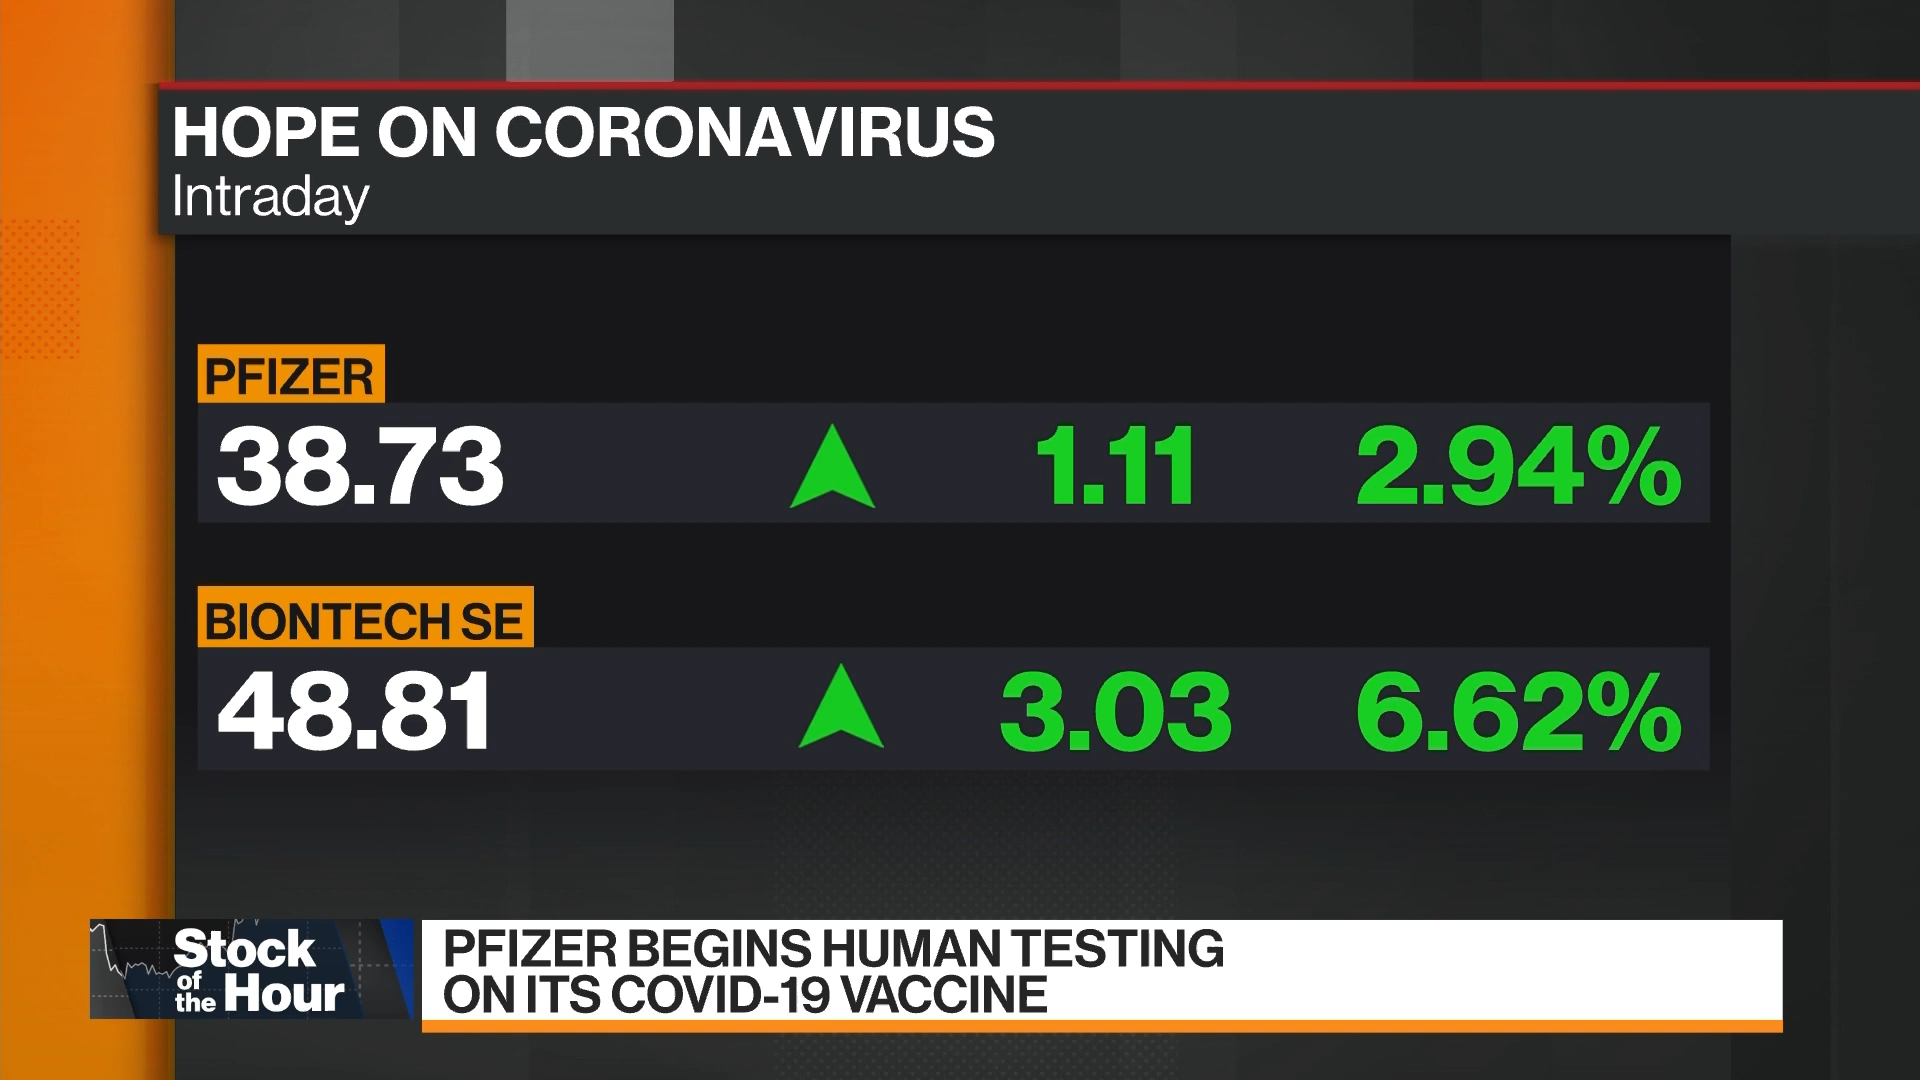 HOPE ON CORONAVIRUS
Intraday
PFIZER
38.73 ▲ 1.11 2.94%
BIONTECH SE
48.81 ▲ 3.03 6.62%
Stock
of
the Hour
PFIZER BEGINS HUMAN TESTING
ON ITS COVID-19 VACCINE